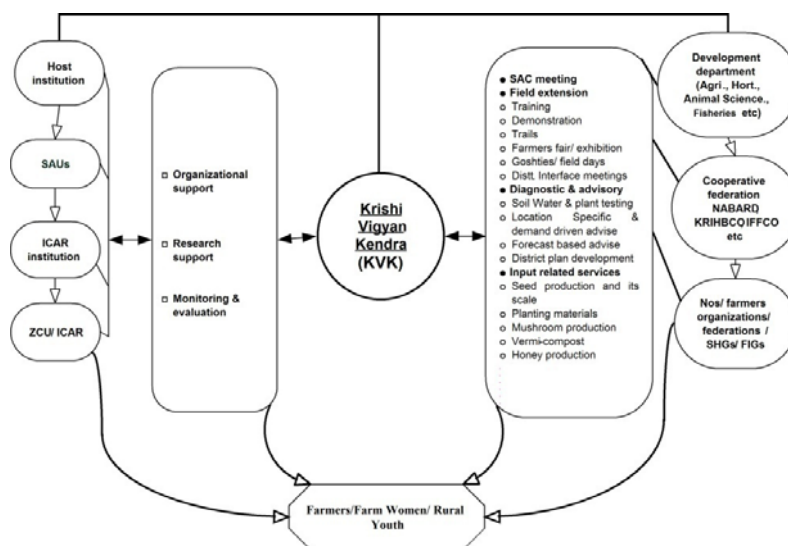 Host
institution
SAUs
ICAR
institution
ZCU/ ICAR
Organizational
support
Research
support
Monitoring &
evaluation
Krishi
Vigyan
Kendra
(KVK)
SAC meeting
Field extension
Training
Demonstration
Trails
Farmers fair/ exhibition
Goshties/ field days
Distt. Interface meetings
Diagnostic & advisory
Soil Water & plant testing
Location Specific &
demand driven advise
Forecast based advise
District plan development
Input related services
Seed production and its
scale
Planting materials
Mushroom production
Vermi-compost
Honey production
Development
department
(Agri., Hort.,
Animal Science.,
Fisheries etc)
Cooperative
federation
NABARD,
KRIHBCQIFFCO
etc
Nos/ farmers
organizations/
federations /
SHGs/ FIGs
Farmers/Farm Women/ Rural
Youth